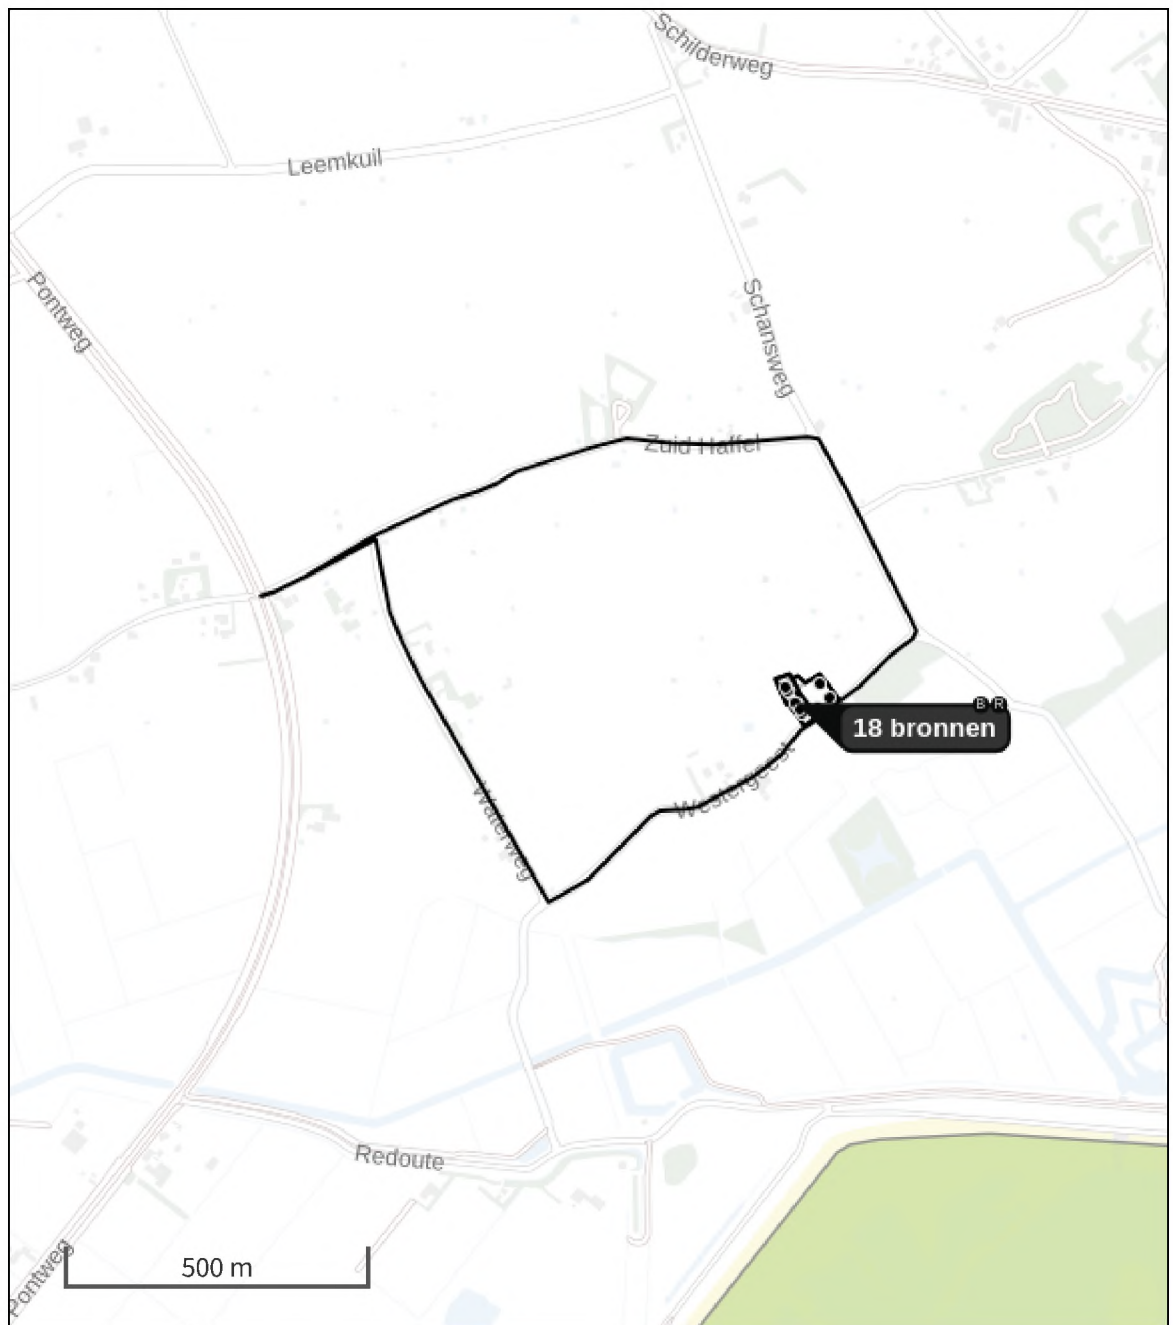 Schilderweg
Leemkuil
Pontweg
Schansweg
Zuid Haffel
B R
18 bronnen
Westergeest
Waterweg
Redoute
500 m
Pontweg